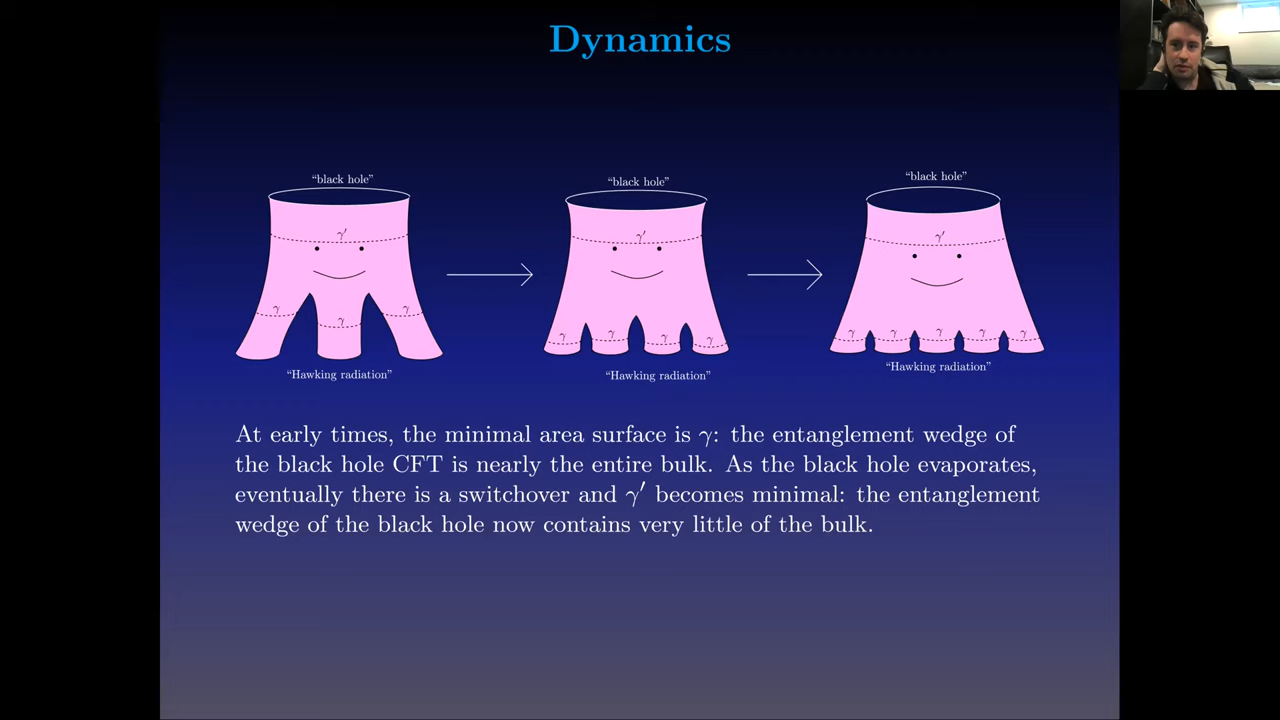 Dynamics
“black hole”
“black hole”
“black hole”
γ′
γ′
γ′
γ
γ
γ
γ
γ
γ
γ
γ
γ
γ
γ
γ
“Hawking radiation”
“Hawking radiation”
“Hawking radiation”
At early times, the minimal area surface is γ: the entanglement wedge of
the black hole CFT is nearly the entire bulk. As the black hole evaporates,
eventually there is a switchover and γ′ becomes minimal: the entanglement
wedge of the black hole now contains very little of the bulk.